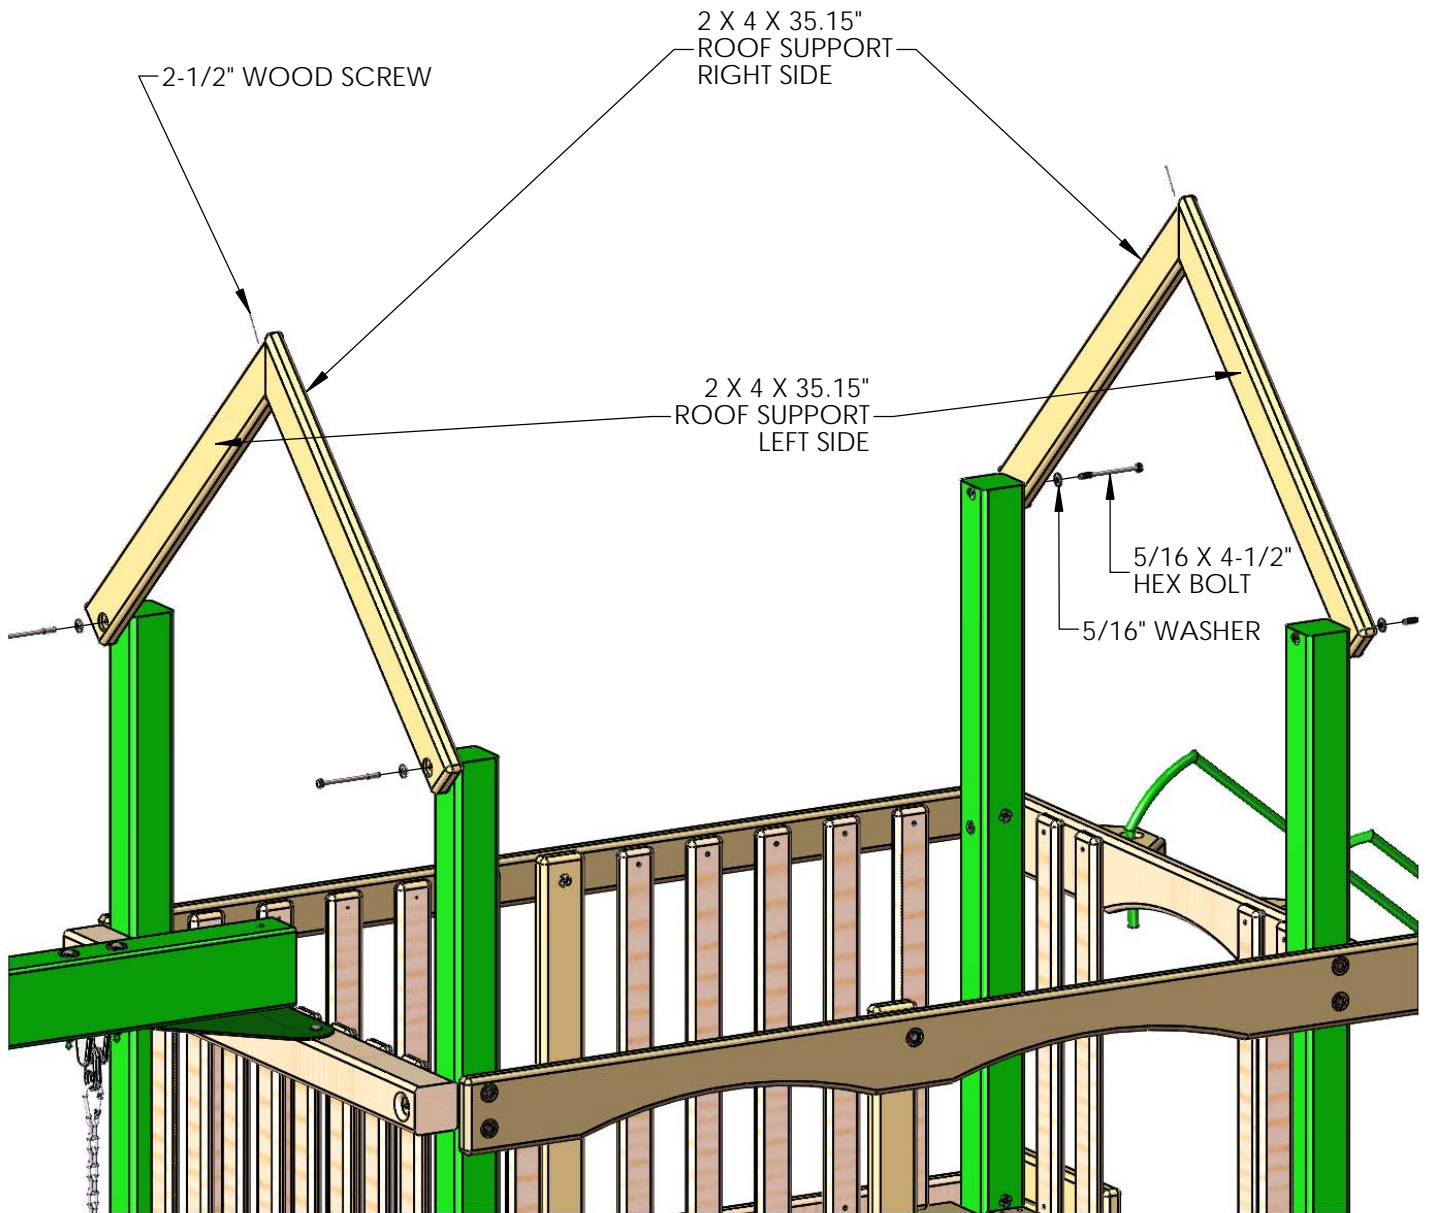 2 X 4 X 35.15"
ROOF SUPPORT
RIGHT SIDE
2-1/2" WOOD SCREW
2 X 4 X 35.15"
ROOF SUPPORT
LEFT SIDE
5/16 X 4-1/2"
HEX BOLT
5/16" WASHER